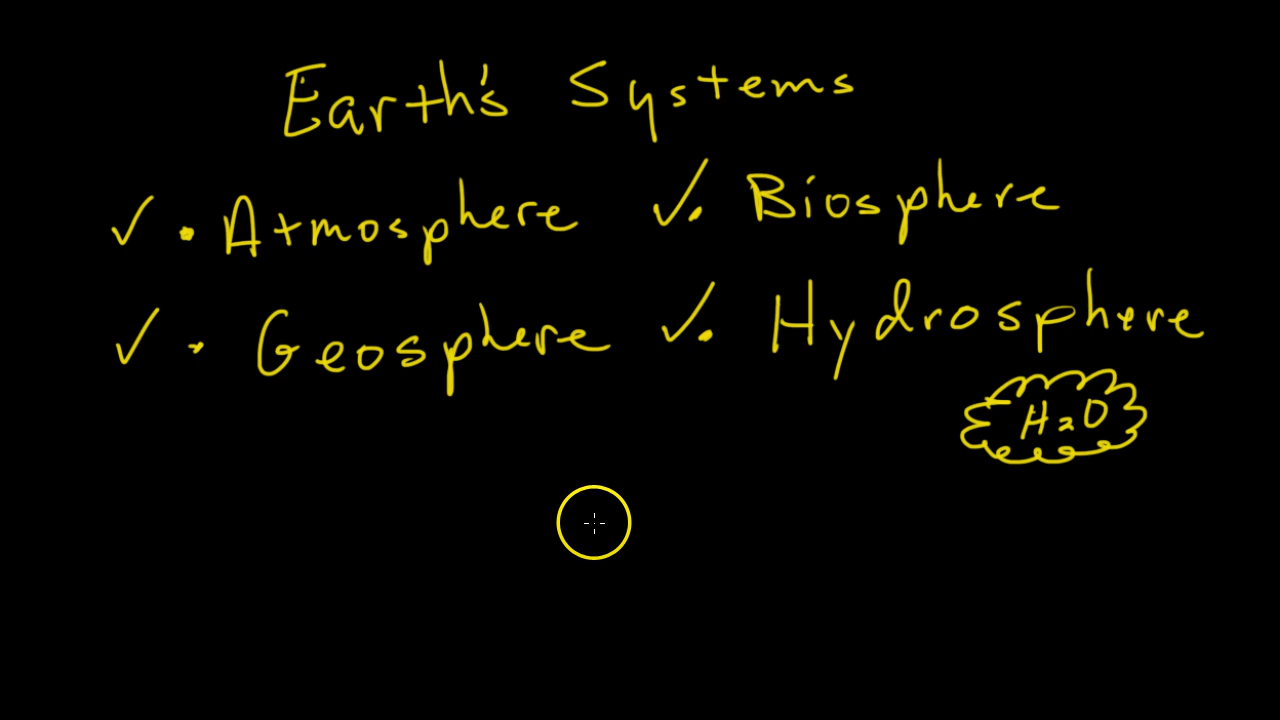 Earth's Systems
✓ • Atmosphere ✓ • Biosphere
✓ • Geosphere ✓ • Hydrosphere
H₂O